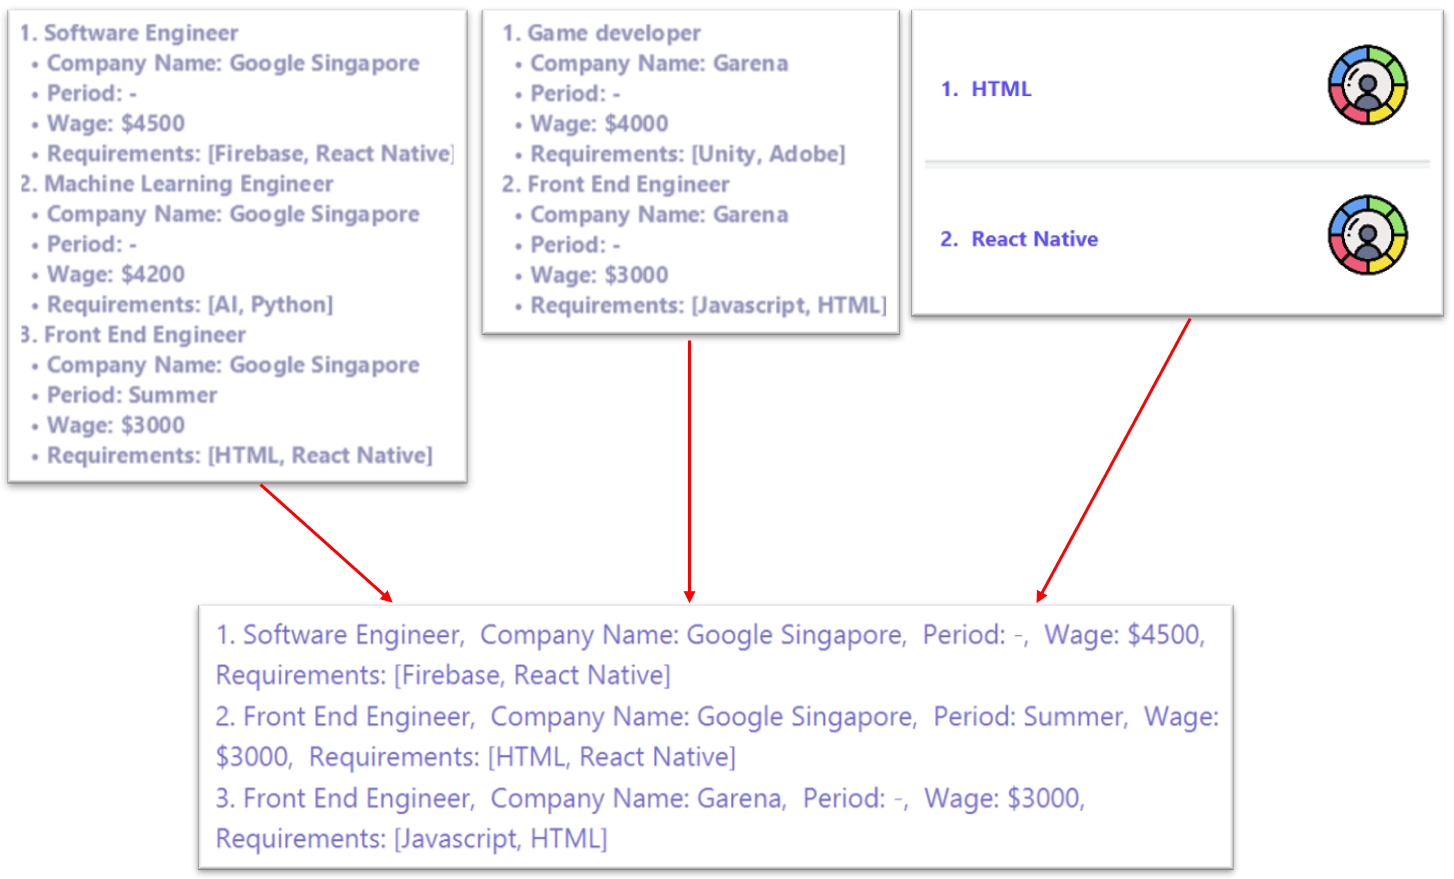 1. Software Engineer
• Company Name: Google Singapore
• Period: -
• Wage: $4500
• Requirements: [Firebase, React Native]
2. Machine Learning Engineer
• Company Name: Google Singapore
• Period: -
• Wage: $4200
• Requirements: [AI, Python]
3. Front End Engineer
• Company Name: Google Singapore
• Period: Summer
• Wage: $3000
• Requirements: [HTML, React Native]
1. Game developer
• Company Name: Garena
• Period: -
• Wage: $4000
• Requirements: [Unity, Adobe]
2. Front End Engineer
• Company Name: Garena
• Period: -
• Wage: $3000
• Requirements: [Javascript, HTML]
1. HTML
2. React Native
1. Software Engineer, Company Name: Google Singapore, Period: -, Wage: $4500,
Requirements: [Firebase, React Native]
2. Front End Engineer, Company Name: Google Singapore, Period: Summer, Wage:
$3000, Requirements: [HTML, React Native]
3. Front End Engineer, Company Name: Garena, Period: -, Wage: $3000,
Requirements: [Javascript, HTML]